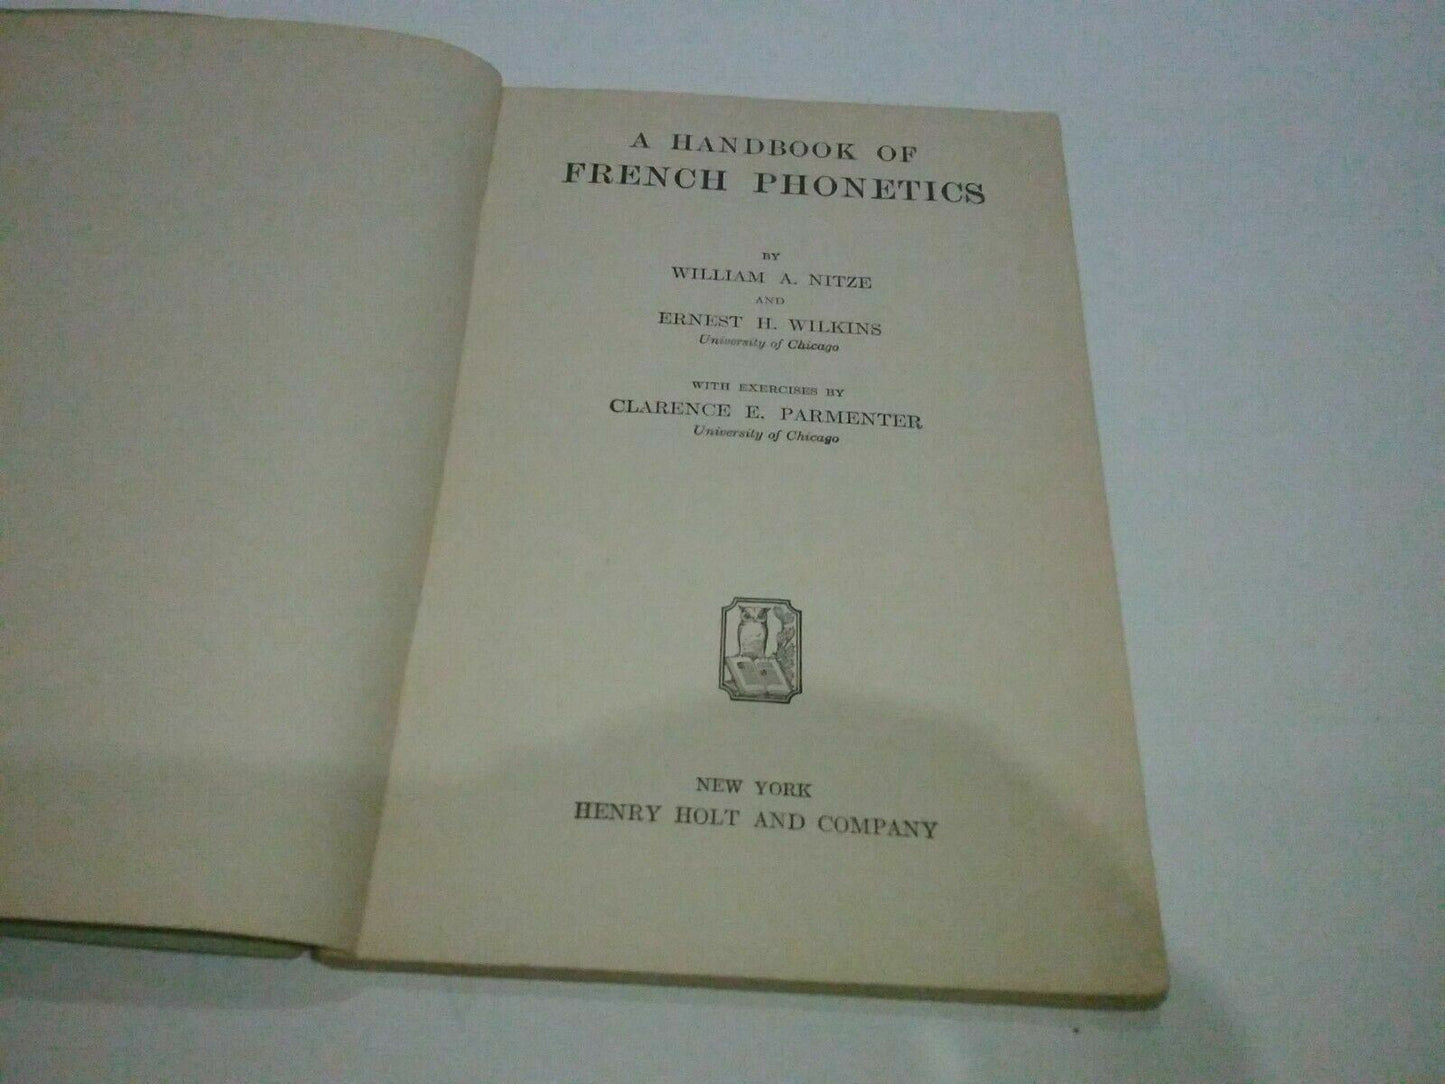 A HANDBOOK OF
FRENCH PHONETICS
BY
WILLIAM A. NITZE
AND
ERNEST H. WILKINS
University of Chicago
WITH EXERCISES BY
CLARENCE E. PARMENTER
University of Chicago
NEW YORK
HENRY HOLT AND COMPANY